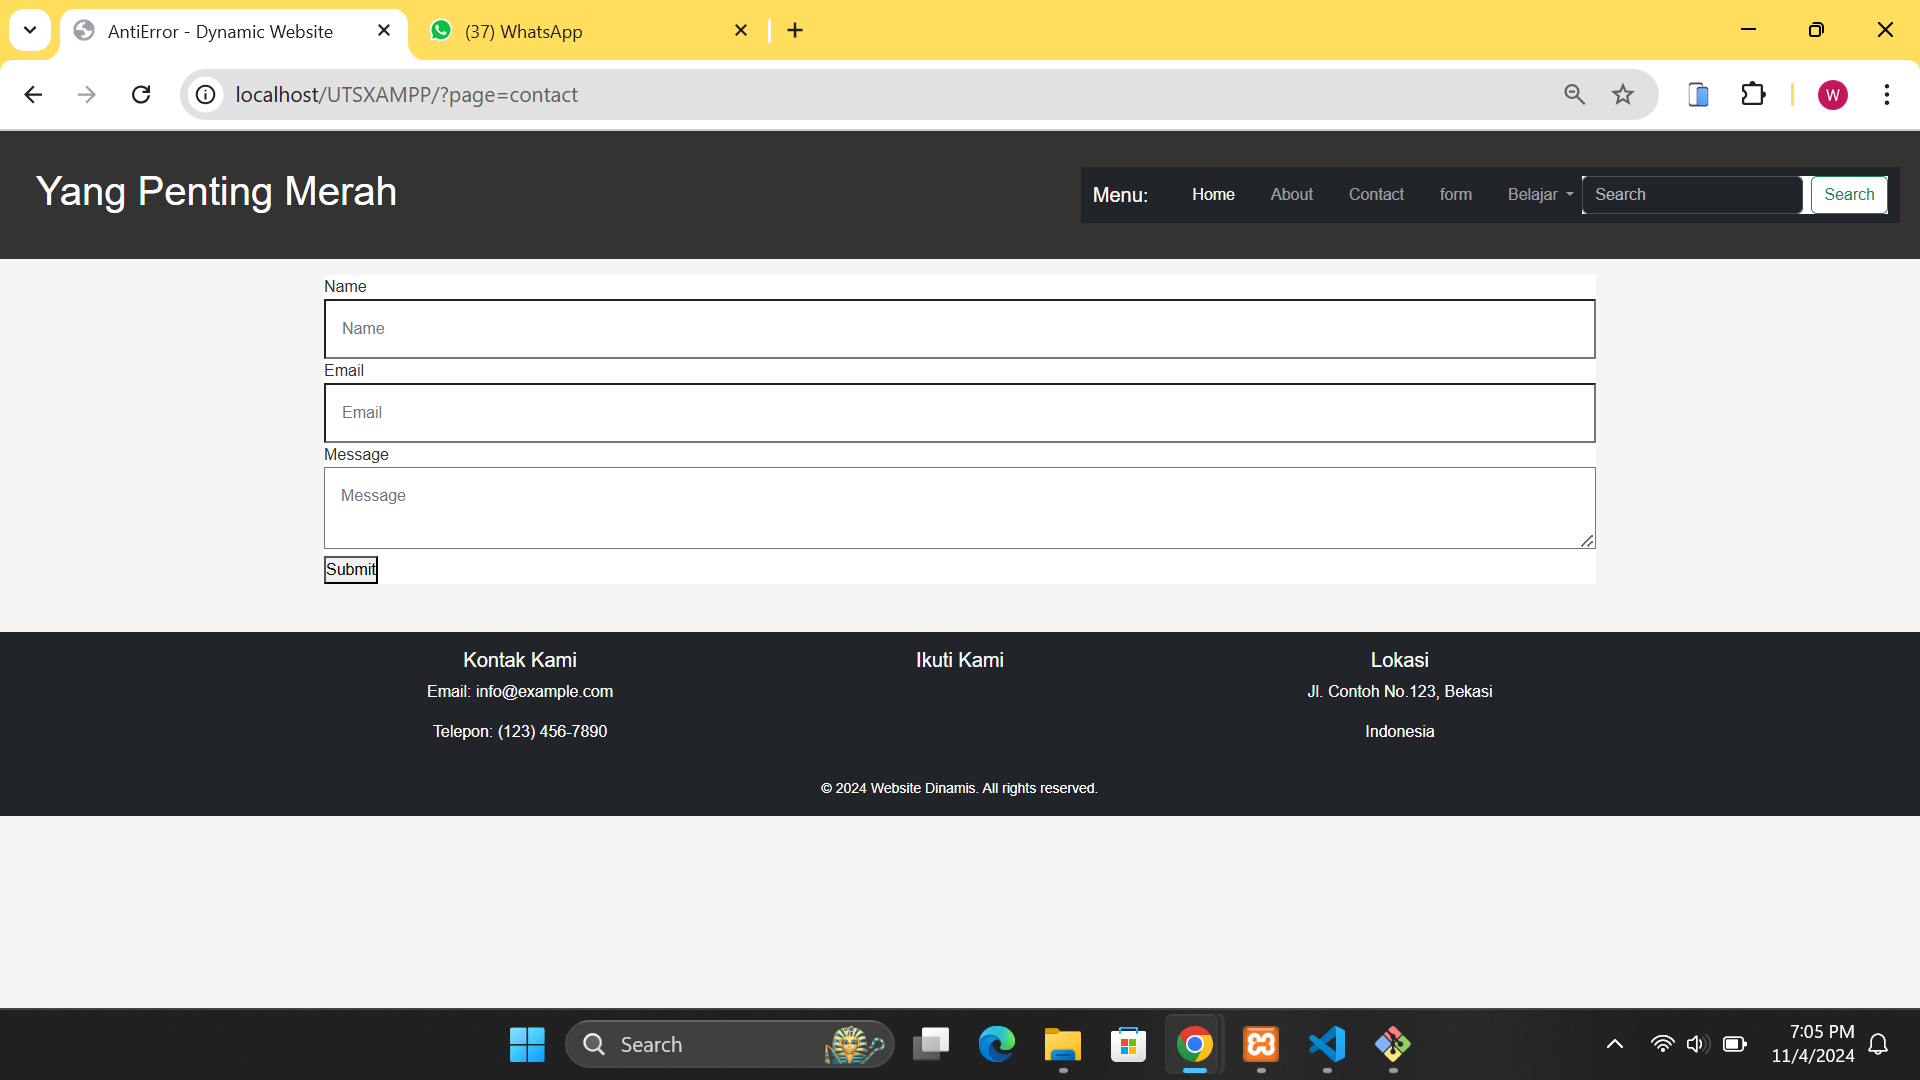 AntiError - Dynamic Website
(37) WhatsApp
localhost/UTSXAMPP/?page=contact
W
Yang Penting Merah
Menu: Home About Contact form Belajar Search Search
Name
Name
Email
Email
Message
Message
Submit
Kontak Kami
Email: info@example.com
Telepon: (123) 456-7890
Ikuti Kami
Lokasi
Jl. Contoh No.123, Bekasi
Indonesia
© 2024 Website Dinamis. All rights reserved.
Search
7:05 PM
11/4/2024